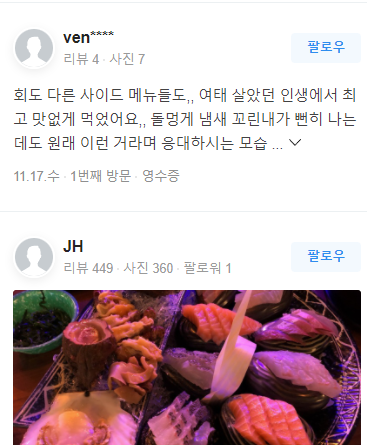 ven****
팔로우
리뷰 4 · 사진 7
회도 다른 사이드 메뉴들도,, 여태 살았던 인생에서 최
고 맛없게 먹었어요,, 돌멍게 냄새 꼬린내가 뻔히 나는
데도 원래 이런 거라며 응대하시는 모습 ...
11.17.수 · 1번째 방문 · 영수증
JH
팔로우
리뷰 449 · 사진 360 · 팔로워 1